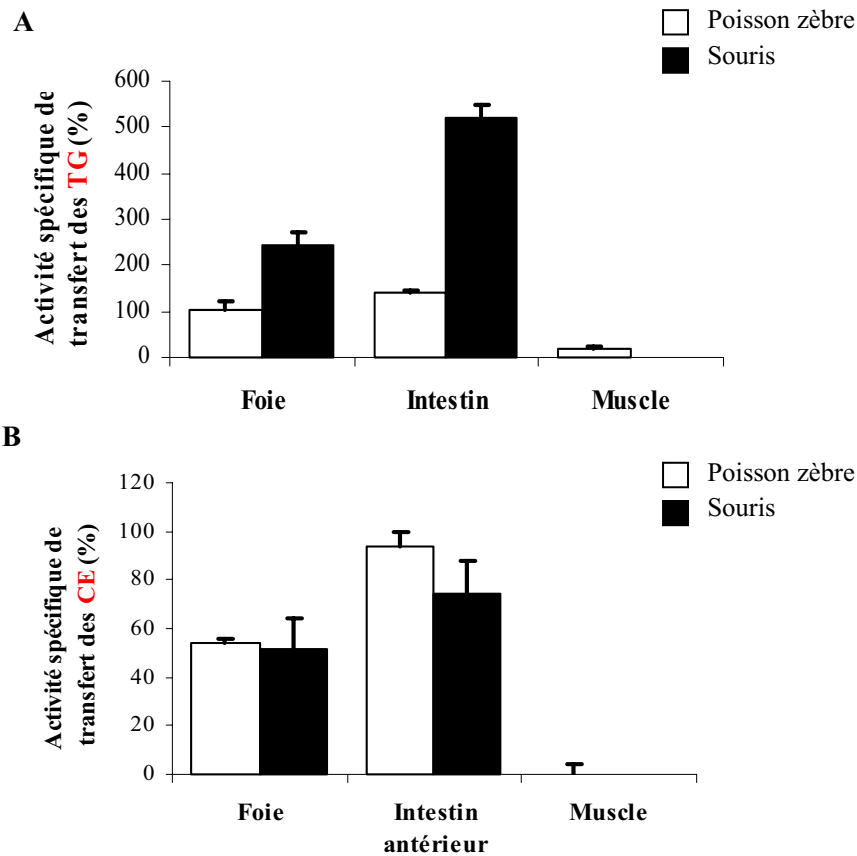 A
Poisson zèbre
Souris
Activité spécifique de
transfert des TG (%)
600
500
400
300
200
100
0
Foie Intestin Muscle
B
Poisson zèbre
Souris
Activité spécifique de
transfert des CE (%)
120
100
80
60
40
20
0
Foie Intestin Muscle
antérieur